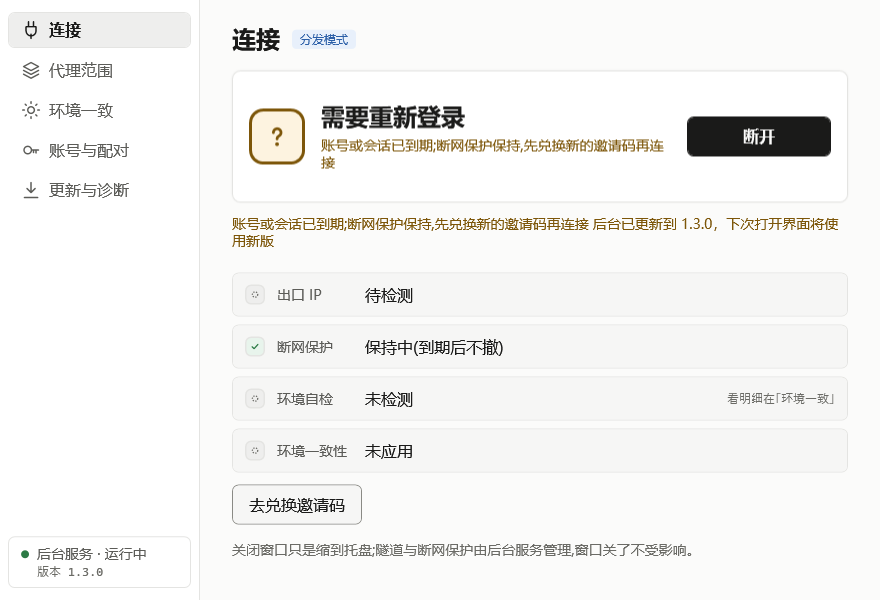 连接
代理范围
环境一致
账号与配对
更新与诊断
后台服务 · 运行中
版本 1.3.0
连接
分发模式
?
需要重新登录
账号或会话已到期;断网保护保持,先兑换新的邀请码再连
接
断开
账号或会话已到期;断网保护保持,先兑换新的邀请码再连接 后台已更新到 1.3.0，下次打开界面将使
用新版
出口 IP 待检测
断网保护 保持中(到期后不撤)
环境自检 未检测 看明细在「环境一致」
环境一致性 未应用
去兑换邀请码
关闭窗口只是缩到托盘;隧道与断网保护由后台服务管理,窗口关了不受影响。